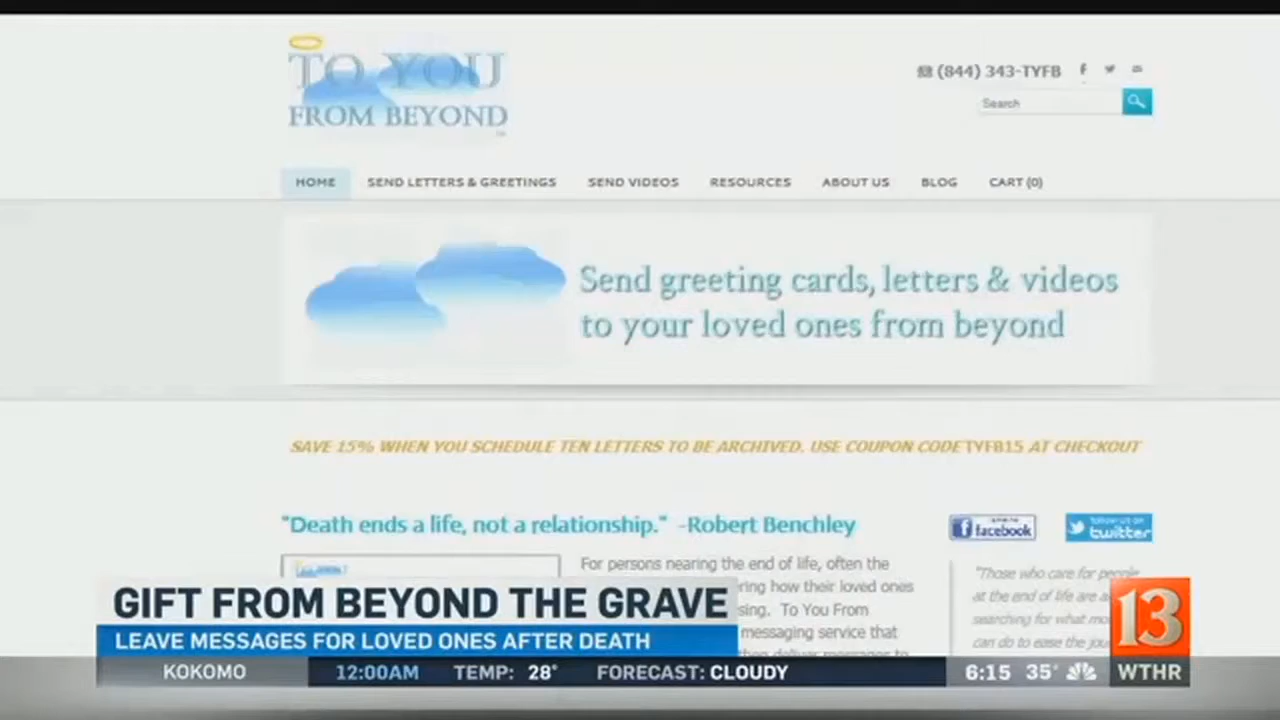 TO YOU
FROM BEYOND
(844) 343-TYFB
Search
HOME SEND LETTERS & GREETINGS SEND VIDEOS RESOURCES ABOUT US BLOG CART (0)
Send greeting cards, letters & videos
to your loved ones from beyond
SAVE 15% WHEN YOU SCHEDULE TEN LETTERS TO BE ARCHIVED. USE COUPON CODE TYFB15 AT CHECKOUT
"Death ends a life, not a relationship." -Robert Benchley
facebook
follow us on
twitter
For persons nearing the end of life, often the
how their loved ones
To You From
messaging service that
deliver messages to
"Those who care for people
at the end of life are
searching for what
can do to ease the
GIFT FROM BEYOND THE GRAVE
LEAVE MESSAGES FOR LOVED ONES AFTER DEATH
KOKOMO 12:00AM TEMP: 28° FORECAST: CLOUDY 6:15 35°
13
WTHR